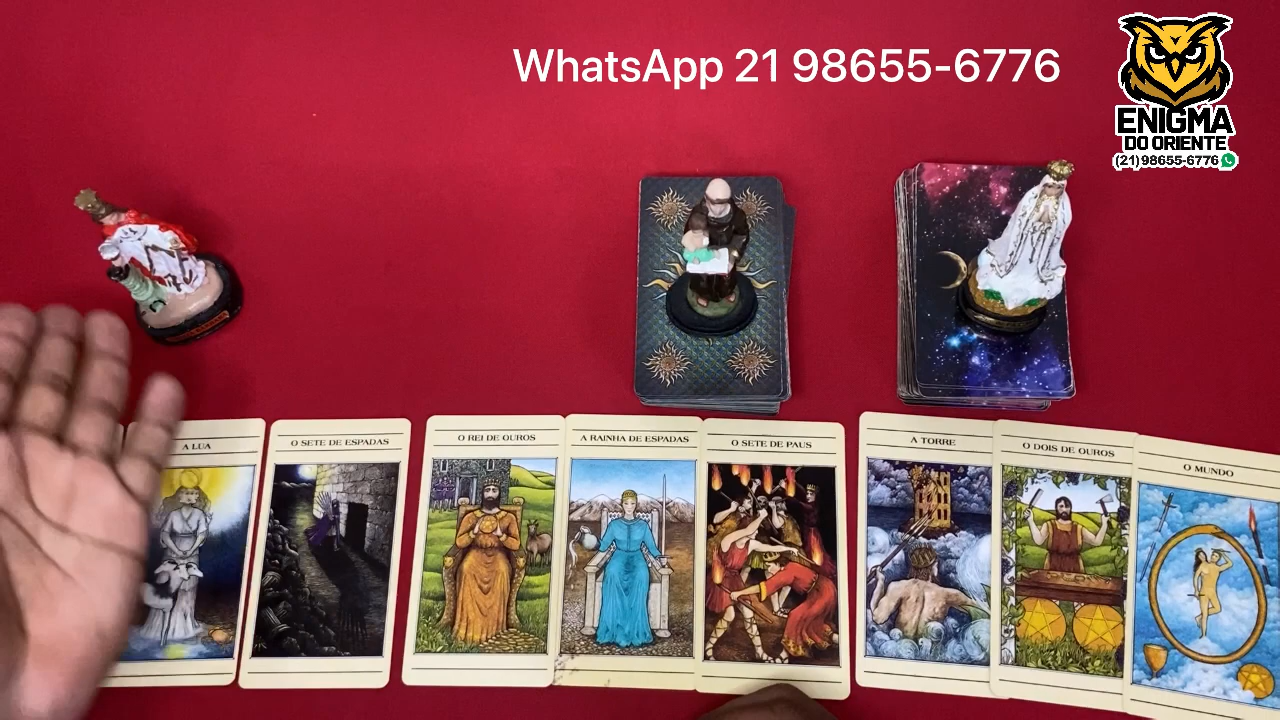 WhatsApp 21 98655-6776
ENIGMA
DO ORIENTE
(21)98655-6776
A LUA
O SETE DE ESPADAS
O REI DE OUROS
A RAINHA DE ESPADAS
O SETE DE PAUS
A TORRE
O DOIS DE OUROS
O MUNDO